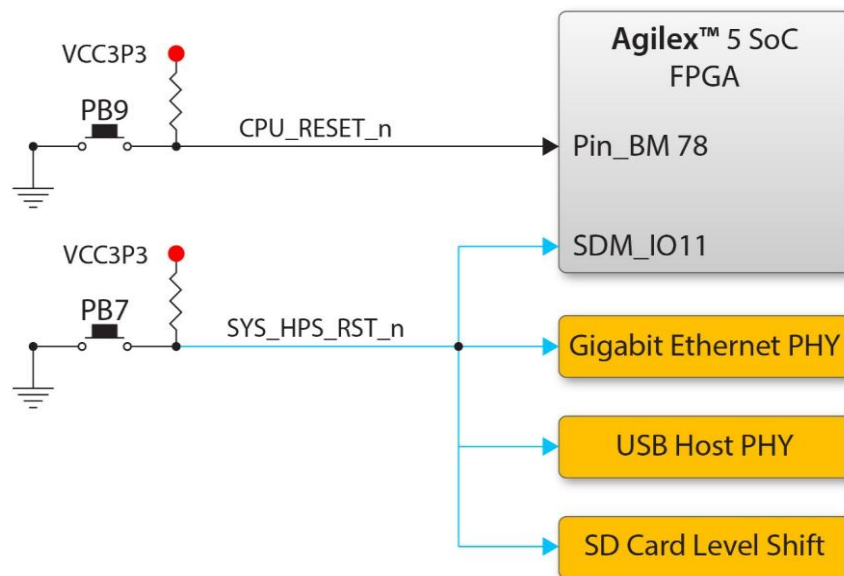 Agilex™ 5 SoC
FPGA
VCC3P3
PB9
CPU_RESET_n
Pin_BM 78
VCC3P3
SDM_IO11
PB7
SYS_HPS_RST_n
Gigabit Ethernet PHY
USB Host PHY
SD Card Level Shift